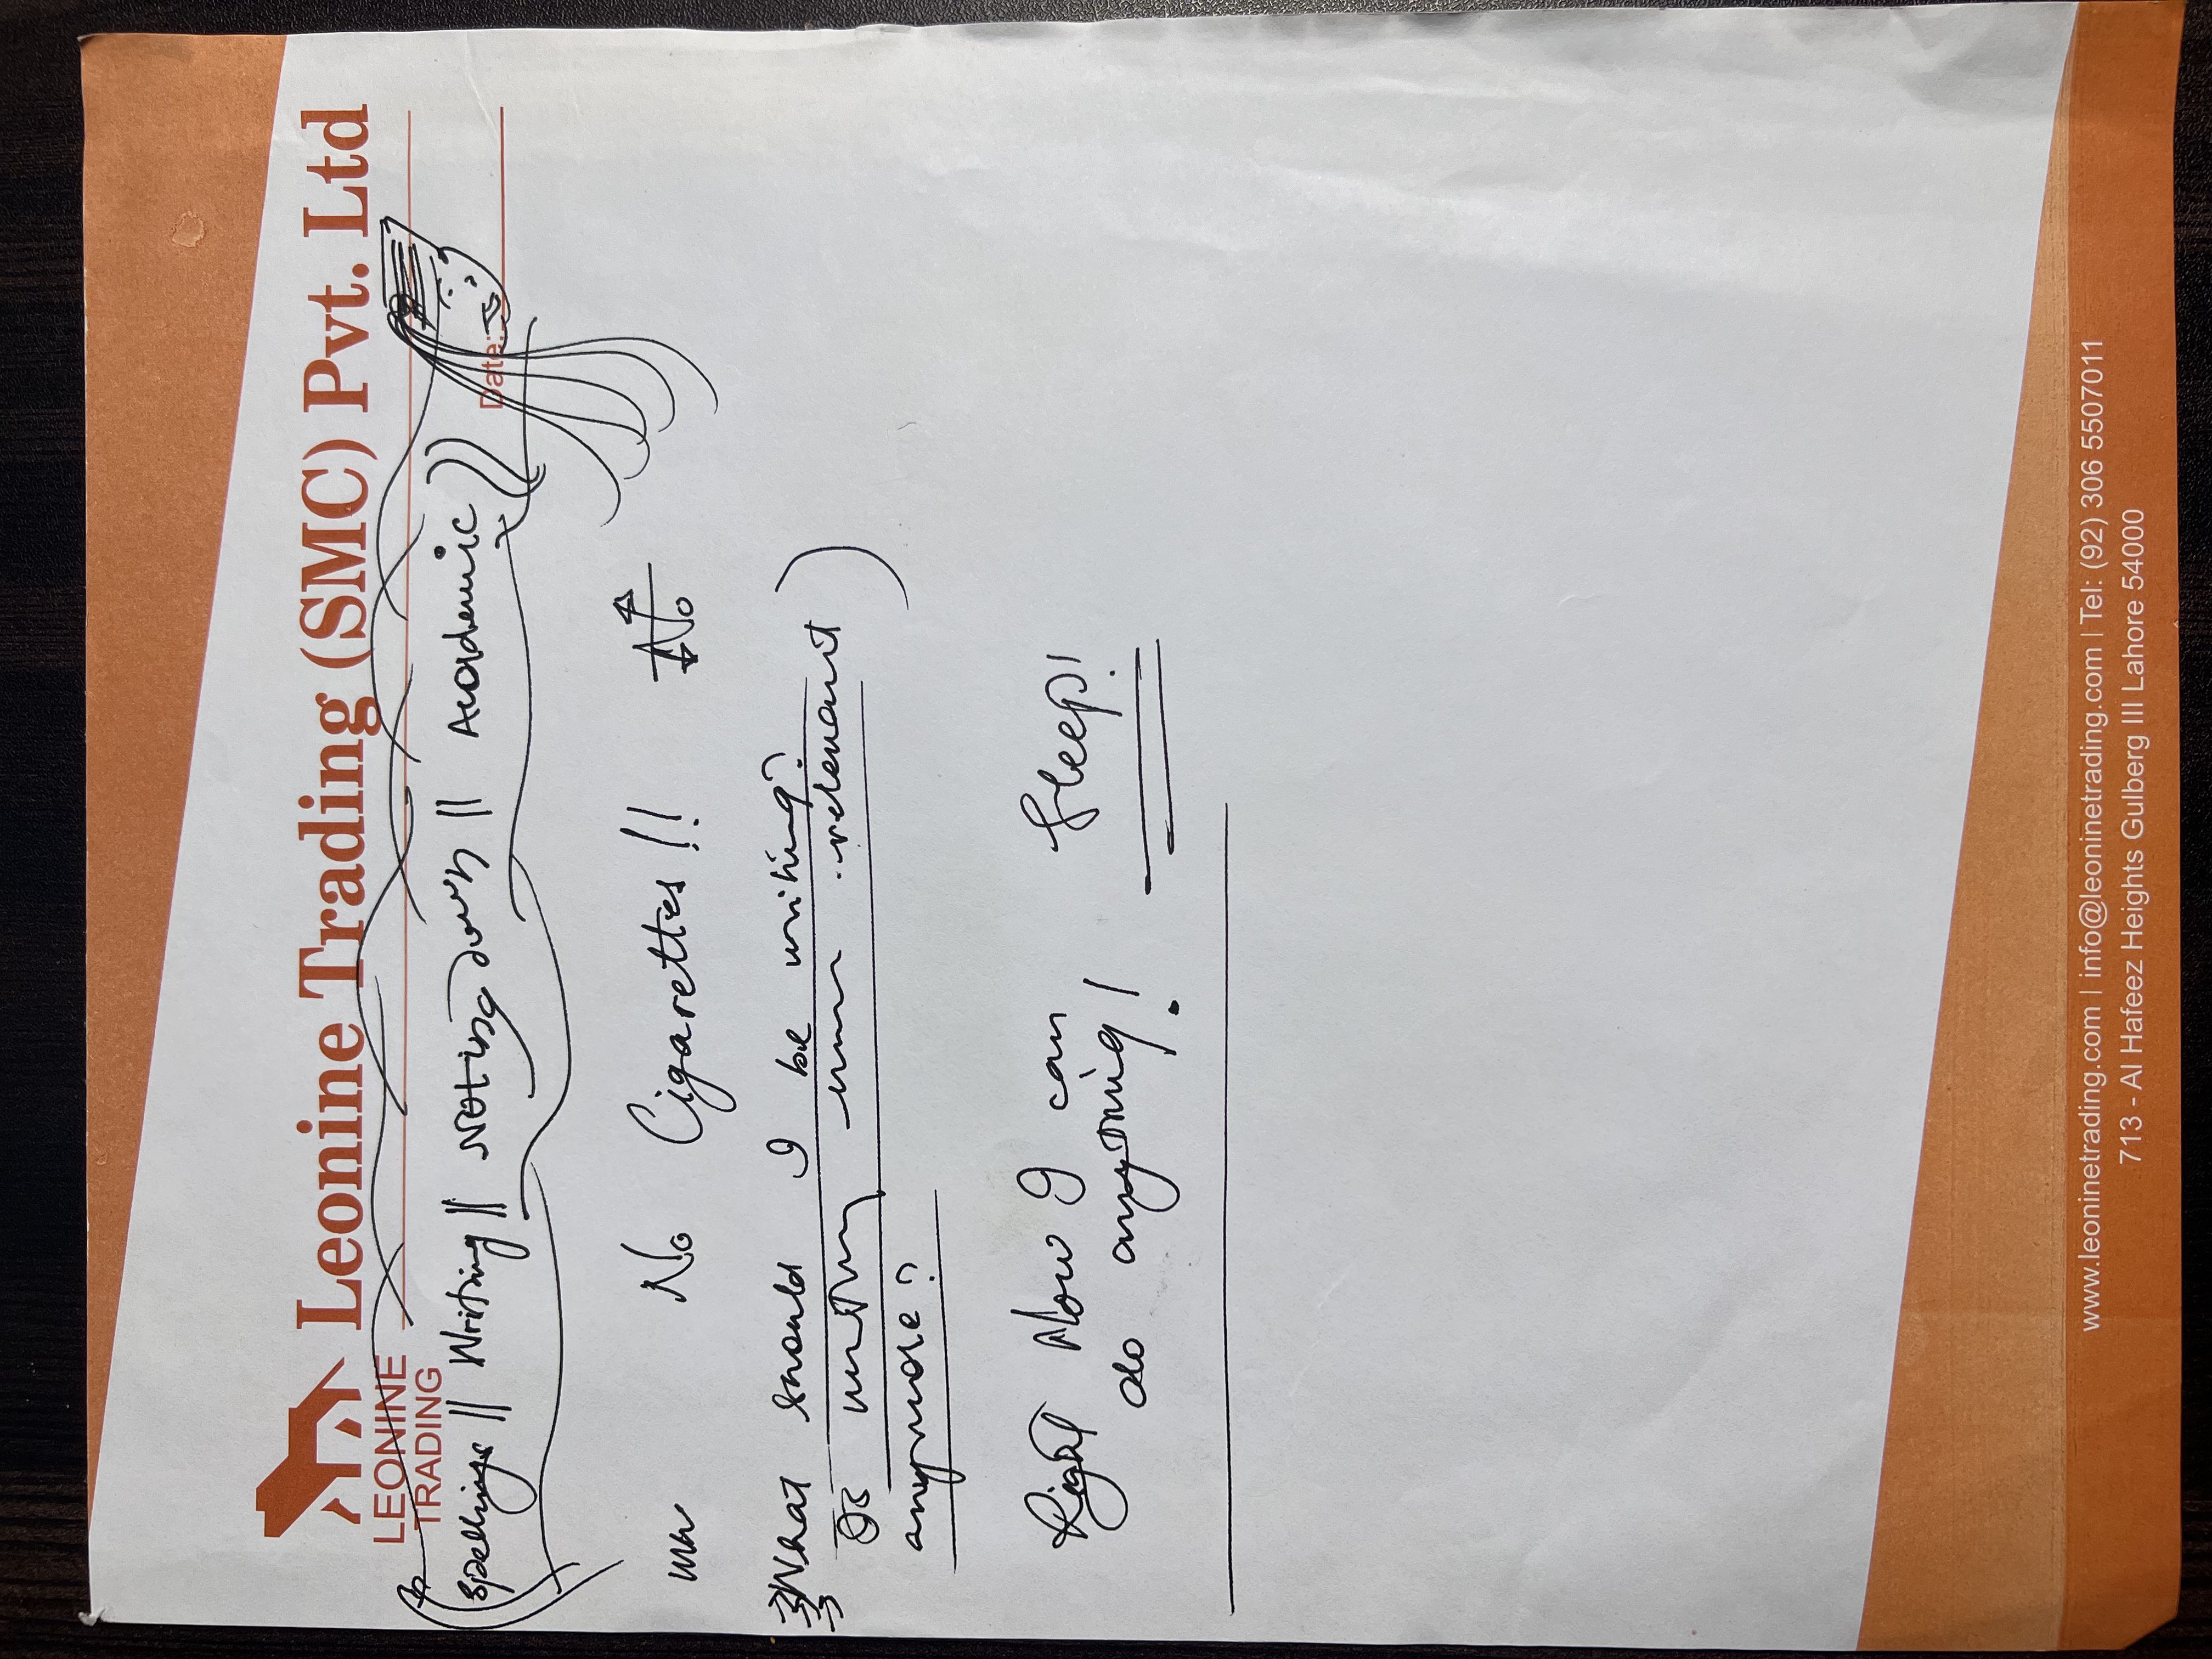 Leonine Trading (SMC) Pvt. Ltd
LEONINE
TRADING
Date:
Spellings || Writing || Noting down || Academic
No Cigarettes!! No
What should I be writing?
Is writing even relevant
anymore?
Right Now I can
do anything! Sleep!
www.leoninetrading.com | info@leoninetrading.com | Tel: (92) 306 5507011
713 - Al Hafeez Heights Gulberg III Lahore 54000